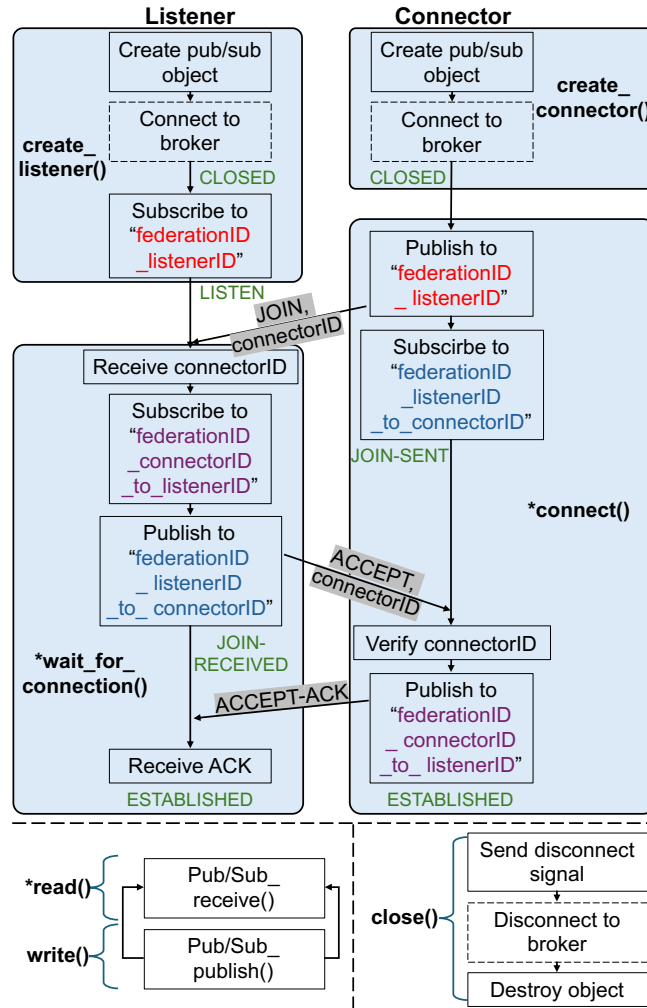 Listener
Connector
Create pub/sub
object
Connect to
broker
create_
listener()
CLOSED
Subscribe to
“federationID
_listenerID”
LISTEN
Create pub/sub
object
create_
connector()
Connect to
broker
CLOSED
Publish to
“federationID
_ listenerID”
JOIN,
connectorID
Subscirbe to
“federationID
_listenerID
_to_connectorID”
JOIN-SENT
*connect()
Receive connectorID
Subscribe to
“federationID
_connectorID
_to_listenerID”
Publish to
“federationID
_ listenerID
_to_ connectorID”
ACCEPT,
connectorID
JOIN-
RECEIVED
*wait_for_
connection()
Verify connectorID
ACCEPT-ACK
Publish to
“federationID
_ connectorID
_to_ listenerID”
Receive ACK
ESTABLISHED
ESTABLISHED
*read()
Pub/Sub_
receive()
write()
Pub/Sub_
publish()
close()
Send disconnect
signal
Disconnect to
broker
Destroy object